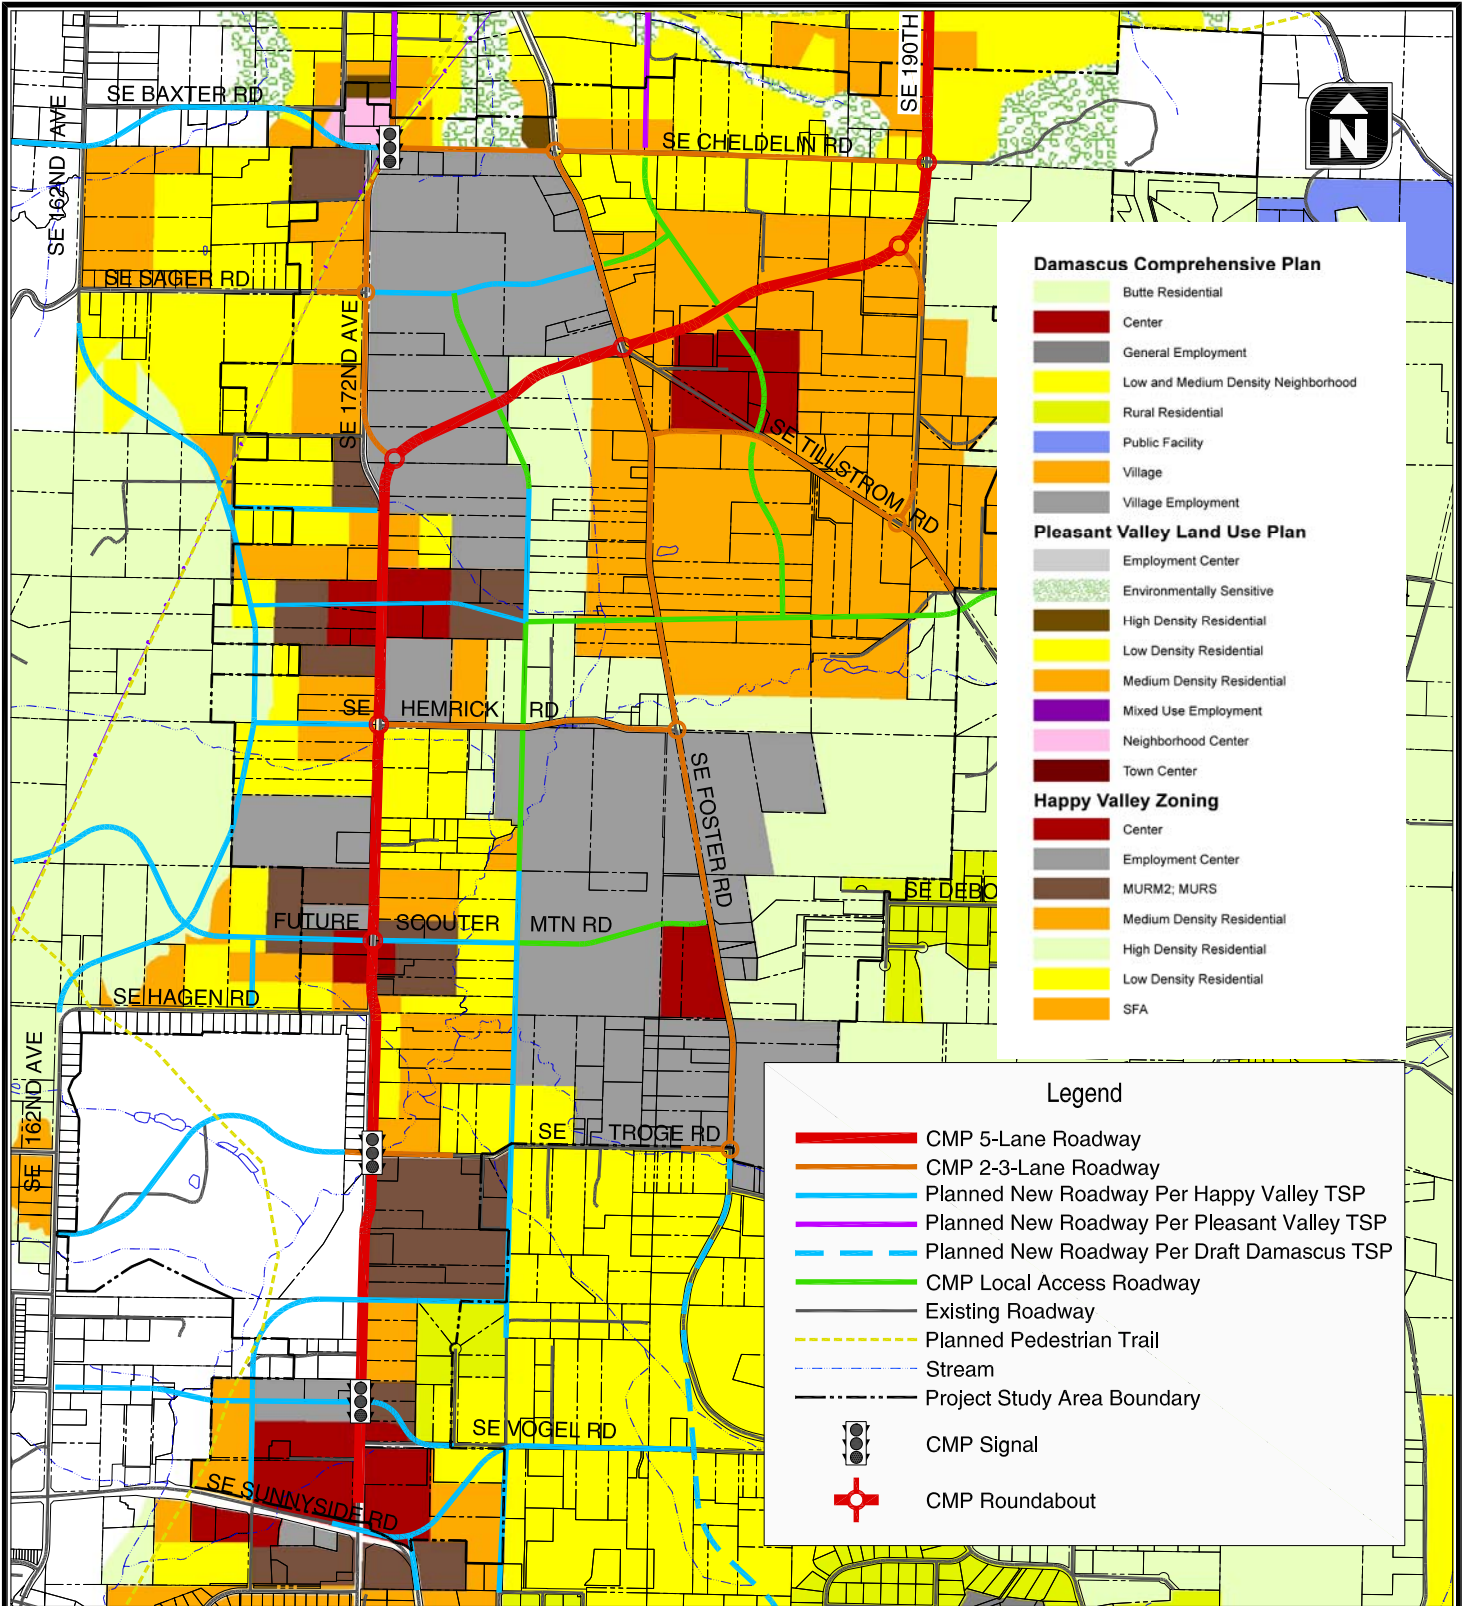 SE 190TH
SE BAXTER RD
SE 162ND AVE
SE CHELDELIN RD
N
SE SAGER RD
SE 172ND AVE
SE TILLSTROM RD
SE HEMRICK RD
SE FOSTER RD
SE DEBO
FUTURE SCOUTER MTN RD
SE HAGEN RD
SE 162ND AVE
SE TROGE RD
SE VOGEL RD
SE SUNNYSIDE RD
Damascus Comprehensive Plan
Butte Residential
Center
General Employment
Low and Medium Density Neighborhood
Rural Residential
Public Facility
Village
Village Employment
Pleasant Valley Land Use Plan
Employment Center
Environmentally Sensitive
High Density Residential
Low Density Residential
Medium Density Residential
Mixed Use Employment
Neighborhood Center
Town Center
Happy Valley Zoning
Center
Employment Center
MURM2; MURS
Medium Density Residential
High Density Residential
Low Density Residential
SFA
Legend
CMP 5-Lane Roadway
CMP 2-3-Lane Roadway
Planned New Roadway Per Happy Valley TSP
Planned New Roadway Per Pleasant Valley TSP
Planned New Roadway Per Draft Damascus TSP
CMP Local Access Roadway
Existing Roadway
Planned Pedestrian Trail
Stream
Project Study Area Boundary
CMP Signal
CMP Roundabout